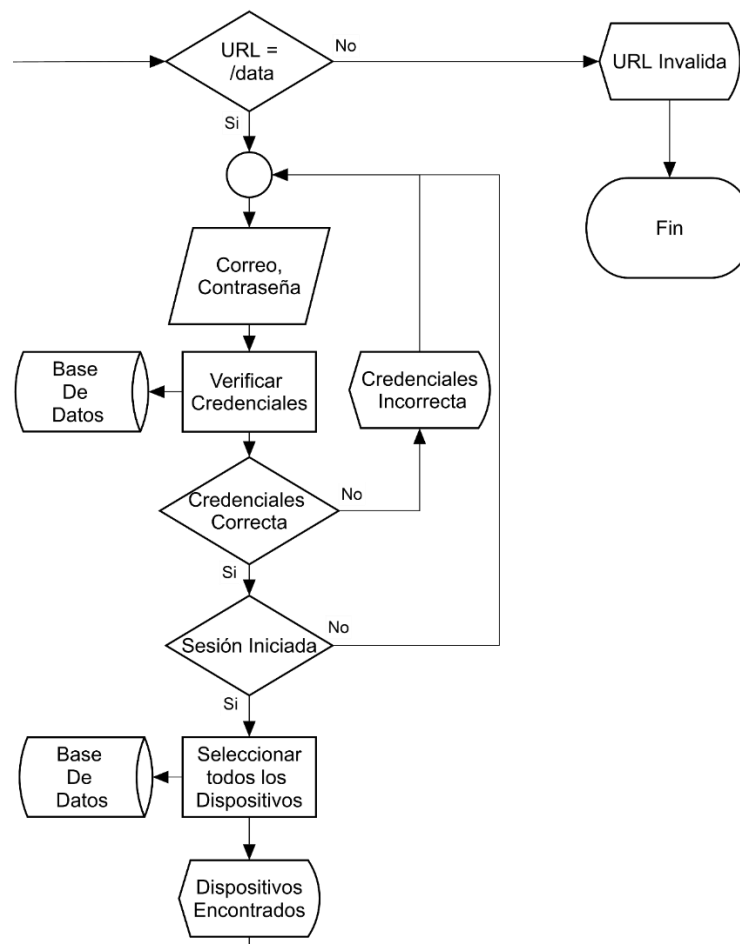 URL =
/data
No
URL Invalida
Si
Fin
Correo,
Contraseña
Base
De
Datos
Verificar
Credenciales
Credenciales
Incorrecta
Credenciales
Correcta
No
Si
Sesión Iniciada
No
Si
Base
De
Datos
Seleccionar
todos los
Dispositivos
Dispositivos
Encontrados